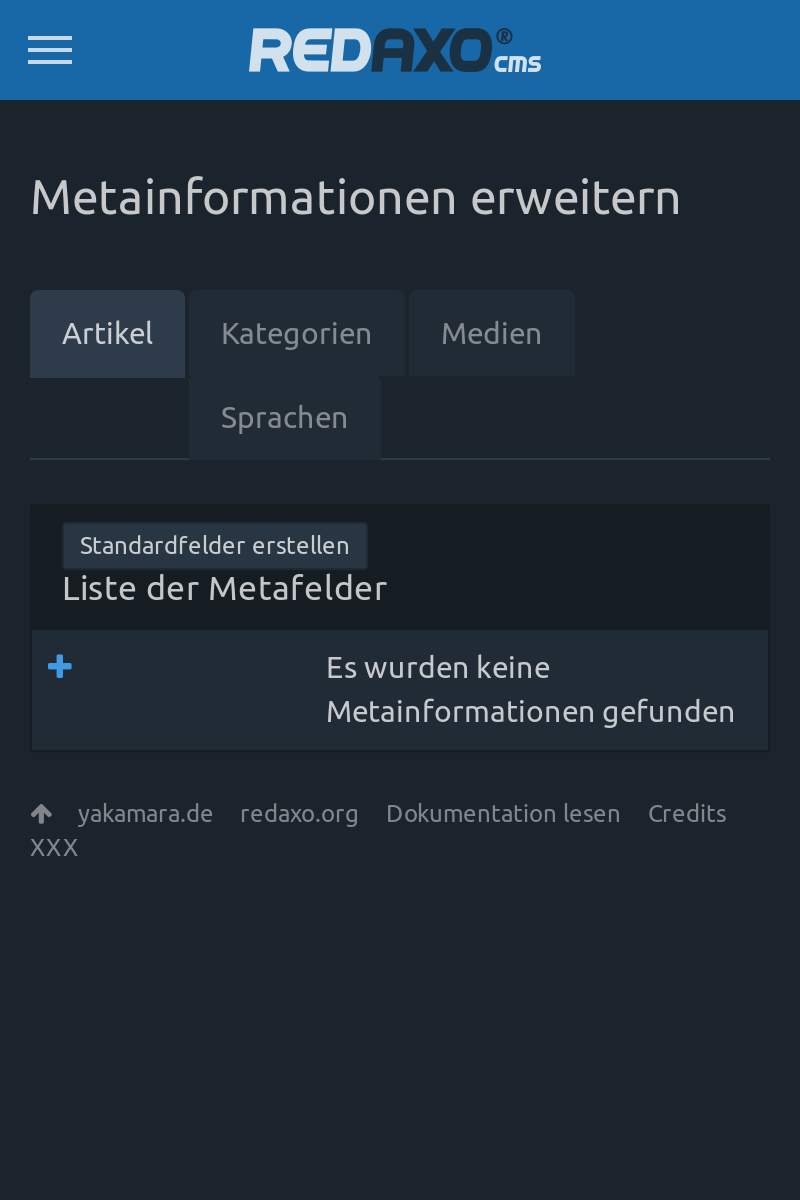 REDAXO® cms
Metainformationen erweitern
Artikel Kategorien Medien
Sprachen
Standardfelder erstellen
Liste der Metafelder
Es wurden keine
Metainformationen gefunden
yakamara.de redaxo.org Dokumentation lesen Credits
XXX